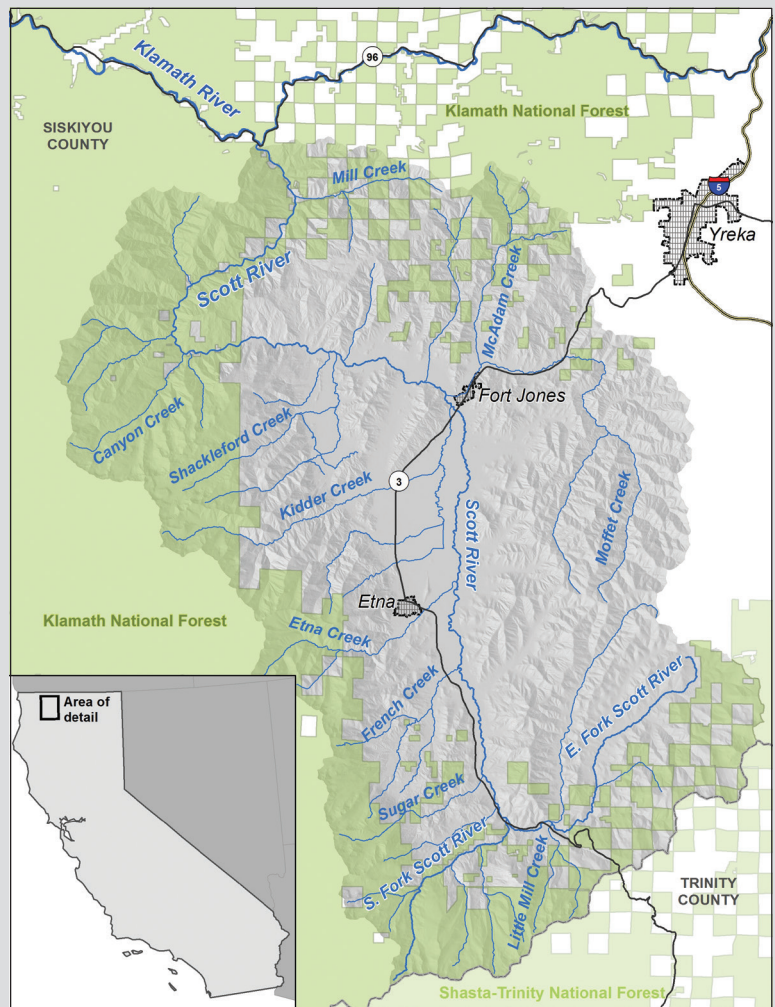 Klamath River
96
Klamath National Forest
SISKIYOU
COUNTY
Mill Creek
5
Yreka
Scott River
McAdam Creek
Fort Jones
Canyon Creek
Shackleford Creek
Kidder Creek
3
Scott River
Moffet Creek
Etna
Klamath National Forest
Etna Creek
French Creek
E. Fork Scott River
Area of
detail
Sugar Creek
S. Fork Scott River
Little Mill Creek
TRINITY
COUNTY
Shasta-Trinity National Forest